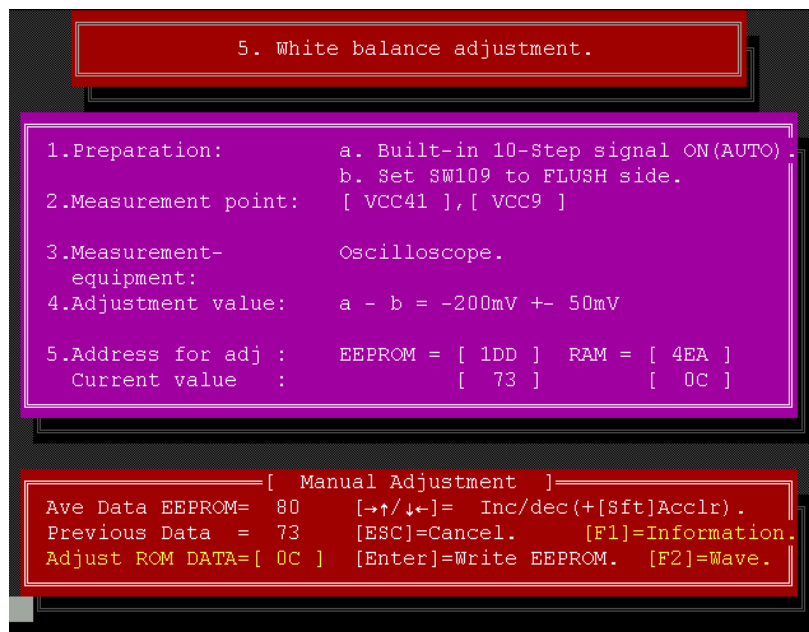 5. White balance adjustment.
1.Preparation: a. Built-in 10-Step signal ON(AUTO).
b. Set SW109 to FLUSH side.
2.Measurement point: [ VCC41 ],[ VCC9 ]
3.Measurement- Oscilloscope.
equipment:
4.Adjustment value: a - b = -200mV +- 50mV
5.Address for adj : EEPROM = [ 1DD ] RAM = [ 4EA ]
Current value : [ 73 ] [ 0C ]
[ Manual Adjustment ]
Ave Data EEPROM= 80 [→↑/↓←]= Inc/dec(+[Sft]Acclr).
Previous Data = 73 [ESC]=Cancel. [F1]=Information.
Adjust ROM DATA=[ 0C ] [Enter]=Write EEPROM. [F2]=Wave.